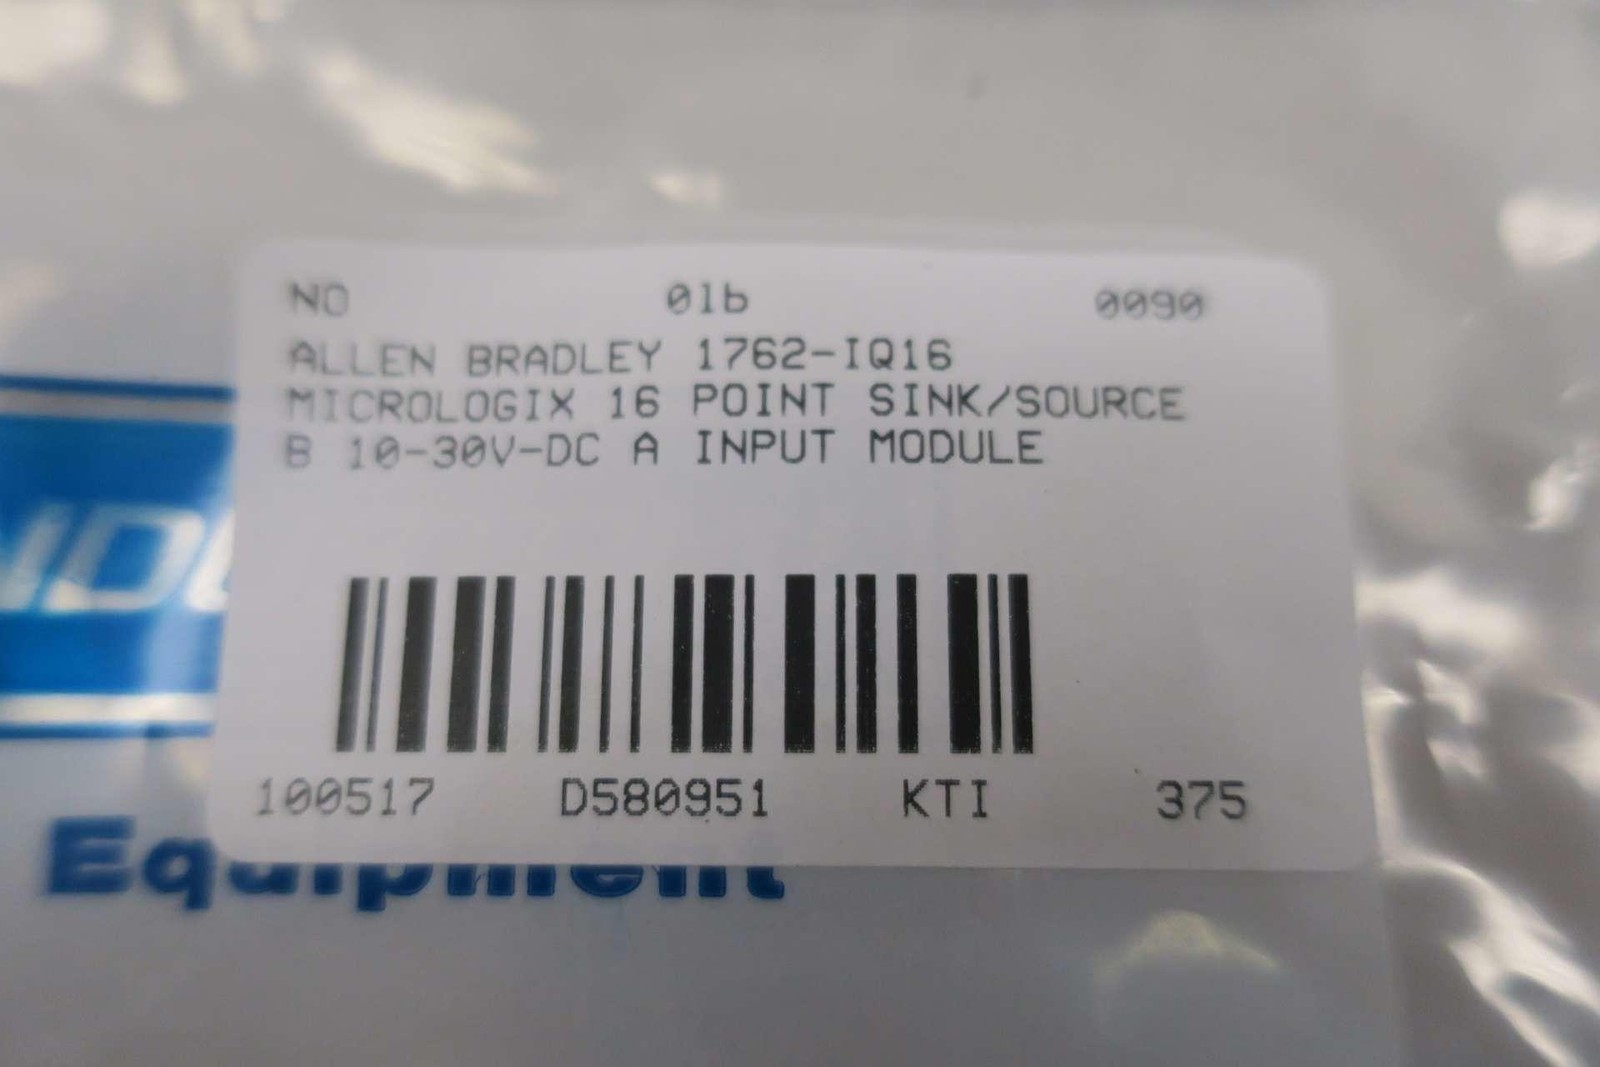 NO 01b 0090
ALLEN BRADLEY 1762-IQ16
MICROLOGIX 16 POINT SINK/SOURCE
B 10-30V-DC A INPUT MODULE
100517 D580951 KTI 375
Equipment